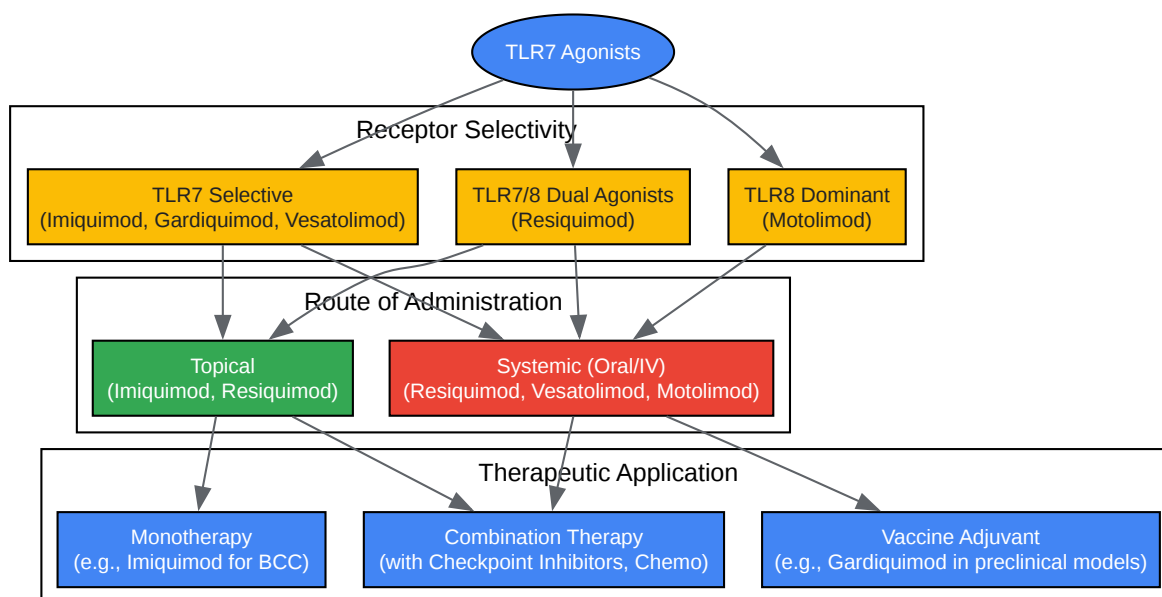 TLR7 Agonists
Receptor Selectivity
TLR7 Selective
(Imiquimod, Gardiquimod, Vesatolimod)
TLR7/8 Dual Agonists
(Resiquimod)
TLR8 Dominant
(Motolimod)
Route of Administration
Topical
(Imiquimod, Resiquimod)
Systemic (Oral/IV)
(Resiquimod, Vesatolimod, Motolimod)
Therapeutic Application
Monotherapy
(e.g., Imiquimod for BCC)
Combination Therapy
(with Checkpoint Inhibitors, Chemo)
Vaccine Adjuvant
(e.g., Gardiquimod in preclinical models)